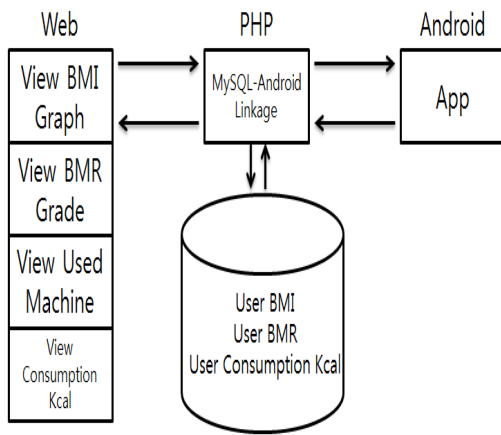 Web
PHP
Android
View BMI
Graph
View BMR
Grade
View Used
Machine
View
Consumption
Kcal
MySQL-Android
Linkage
App
User BMI
User BMR
User Consumption Kcal